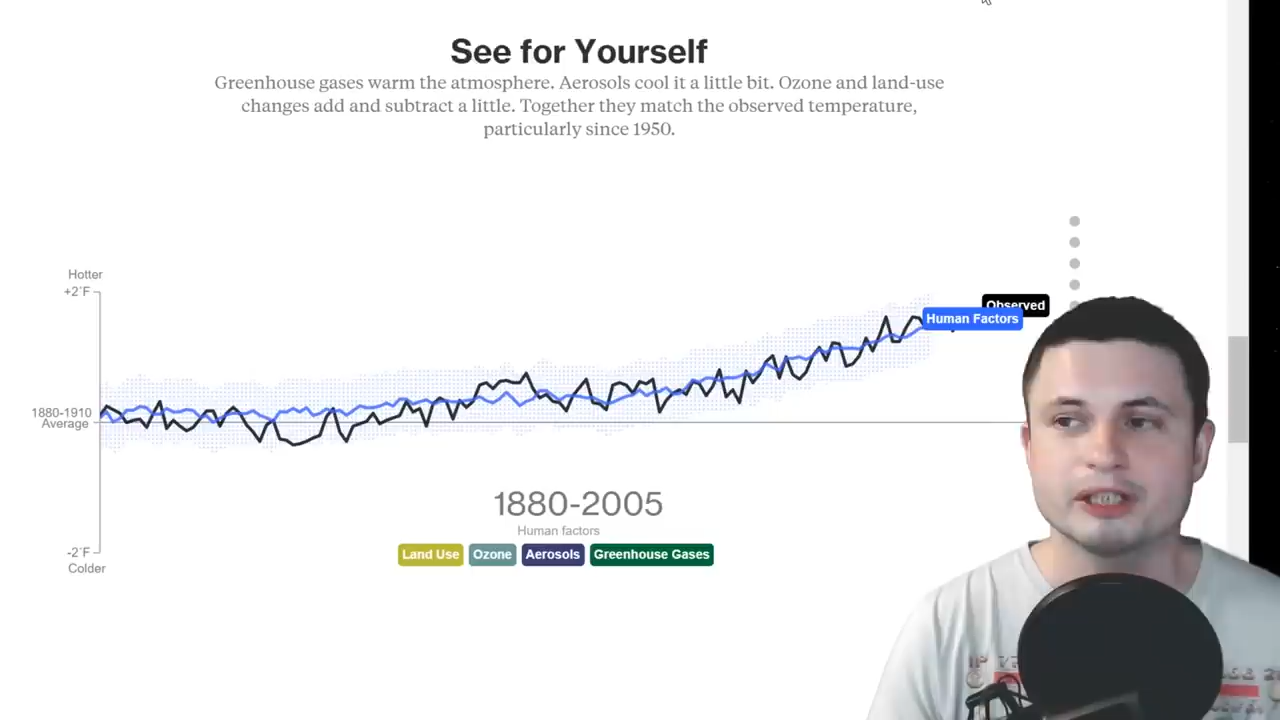 See for Yourself
Greenhouse gases warm the atmosphere. Aerosols cool it a little bit. Ozone and land-use
changes add and subtract a little. Together they match the observed temperature,
particularly since 1950.
Hotter
+2°F
Observed
Human Factors
1880-1910
Average
1880-2005
Human factors
-2°F
Land Use Ozone Aerosols Greenhouse Gases
Colder